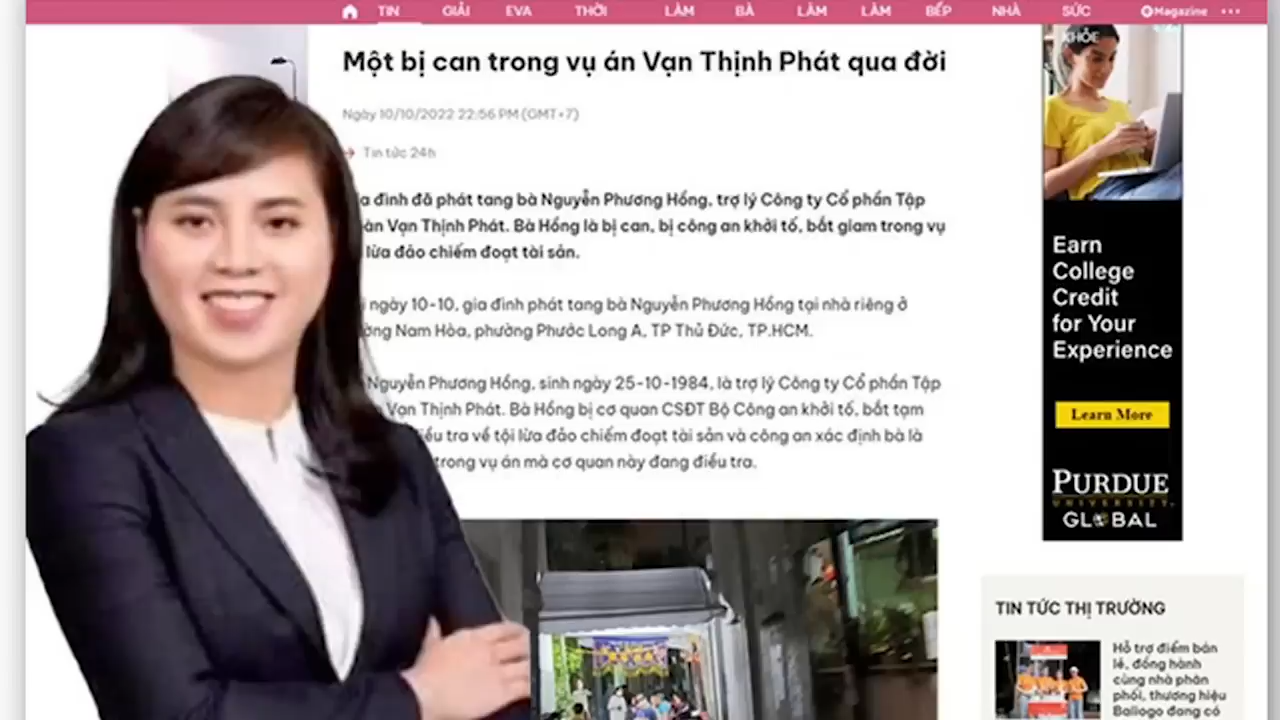 TIN GIẢI EVA THỜI LÀM BÀ LÀM LÀM BẾP NHÀ SỨC Magazine
KHỎE
Một bị can trong vụ án Vạn Thịnh Phát qua đời
Ngày 10/10/2022 22:56 PM (GMT+7)
Tin tức 24h
đình đã phát tang bà Nguyễn Phương Hồng, trợ lý Công ty Cổ phần Tập
Vạn Thịnh Phát. Bà Hồng là bị can, bị công an khởi tố, bắt giam trong vụ
lừa đảo chiếm đoạt tài sản.
ngày 10-10, gia đình phát tang bà Nguyễn Phương Hồng tại nhà riêng ở
Nam Hòa, phường Phước Long A, TP Thủ Đức, TP.HCM.
Nguyễn Phương Hồng, sinh ngày 25-10-1984, là trợ lý Công ty Cổ phần Tập
Vạn Thịnh Phát. Bà Hồng bị cơ quan CSĐT Bộ Công an khởi tố, bắt tạm
tra về tội lừa đảo chiếm đoạt tài sản và công an xác định bà là
trong vụ án mà cơ quan này đang điều tra.
Earn
College
Credit
for Your
Experience
Learn More
PURDUE
UNIVERSITY
GLOBAL
TIN TỨC THỊ TRƯỜNG
Hỗ trợ điểm bán
lẻ, đồng hành
cùng nhà phân
phối, thương hiệu
Baliogo đang có